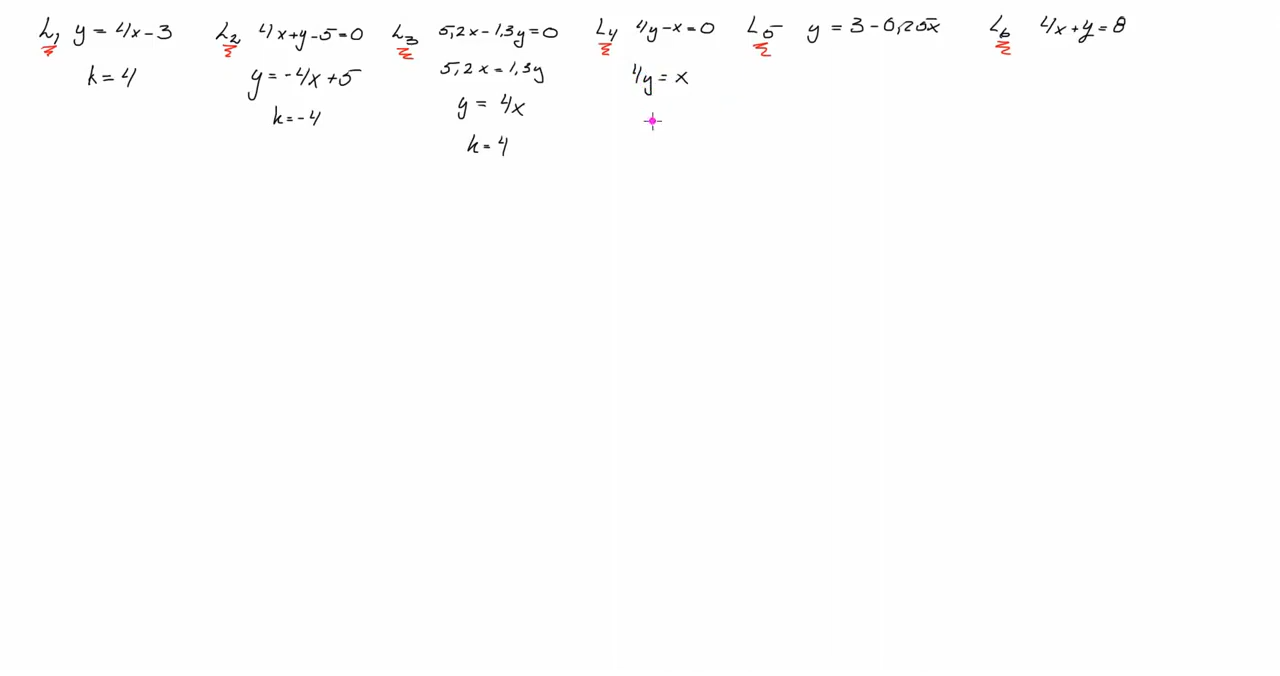 L₁ y = 4x - 3
k = 4
L₂ 4x+y-5=0
y = -4x+5
k = -4
L₃ 5,2x - 1,3y = 0
5,2x = 1,3y
y = 4x
k = 4
L₄ 4y-x=0
4y = x
L₅ y = 3 - 0,25x
L₆ 4x+y=8